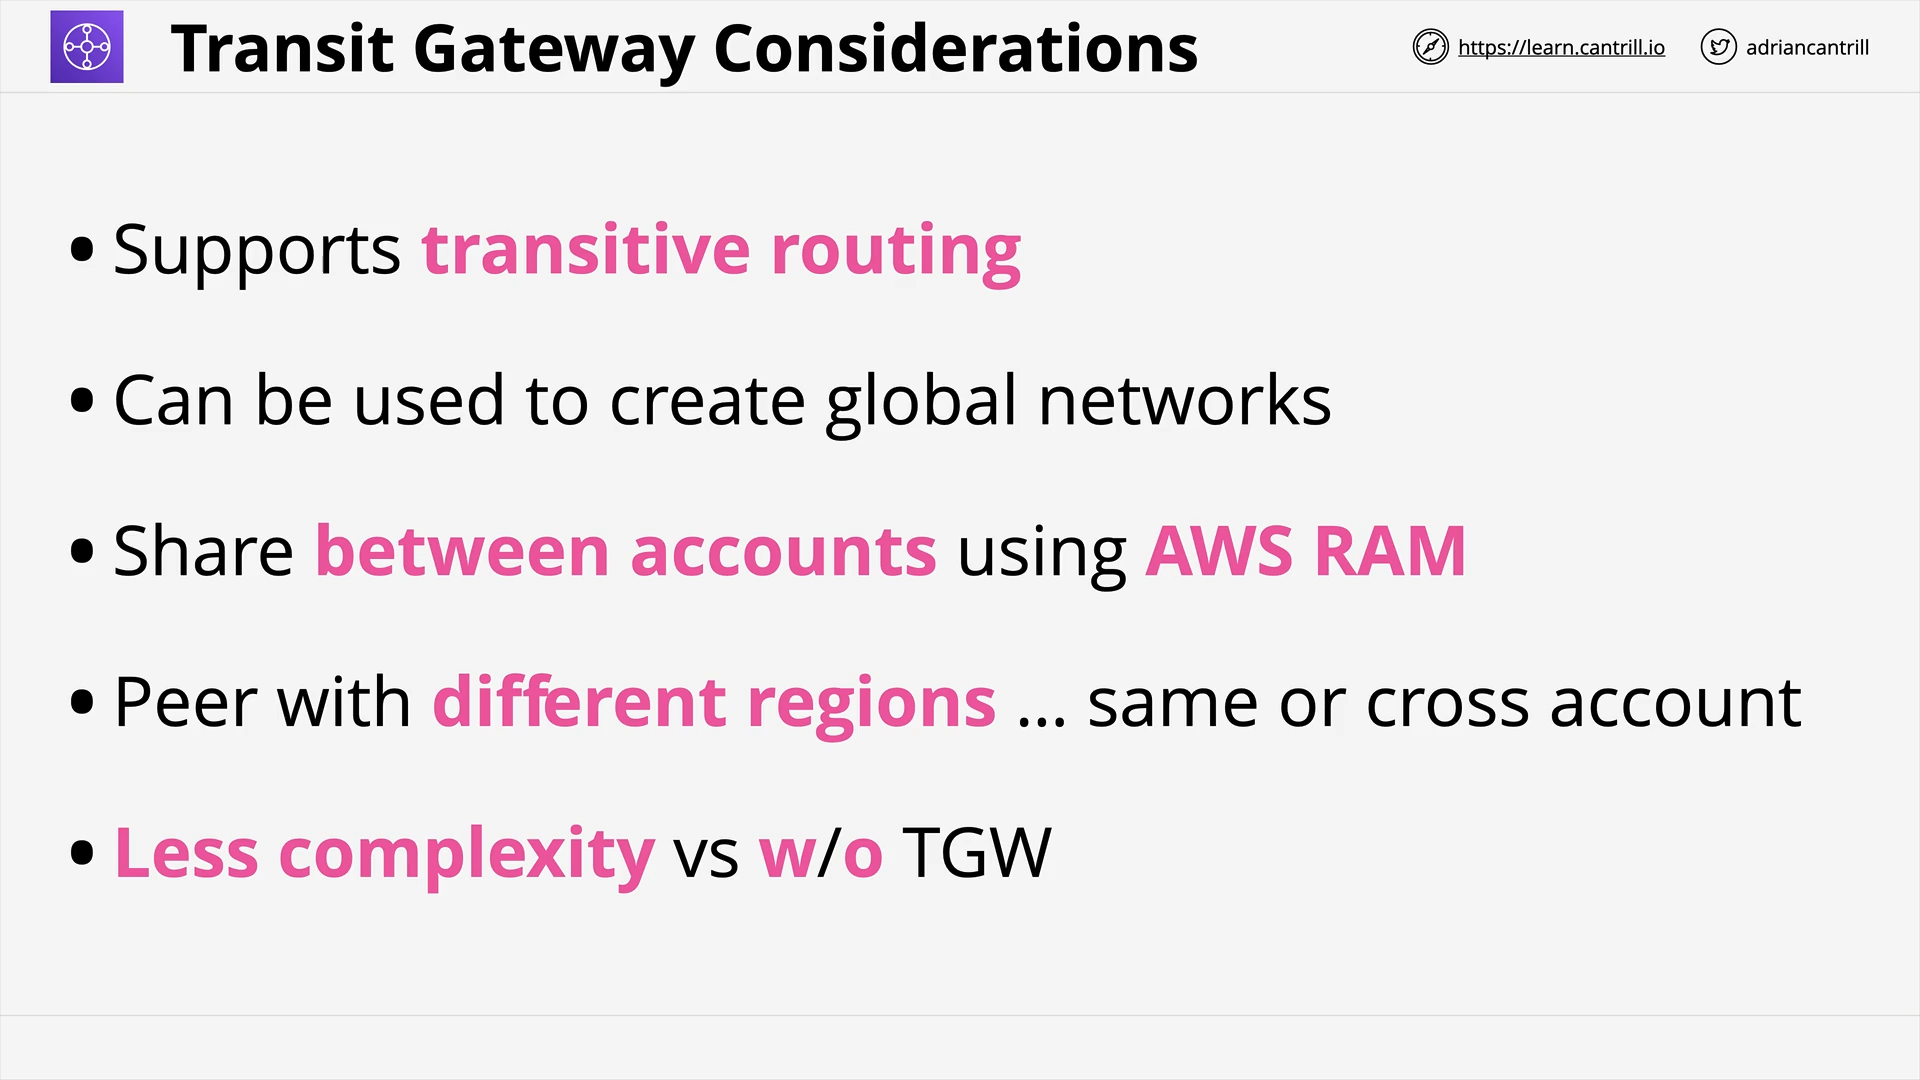 Transit Gateway Considerations
https://learn.cantrill.io
adriancantrill
• Supports transitive routing
• Can be used to create global networks
• Share between accounts using AWS RAM
• Peer with different regions ... same or cross account
• Less complexity vs w/o TGW